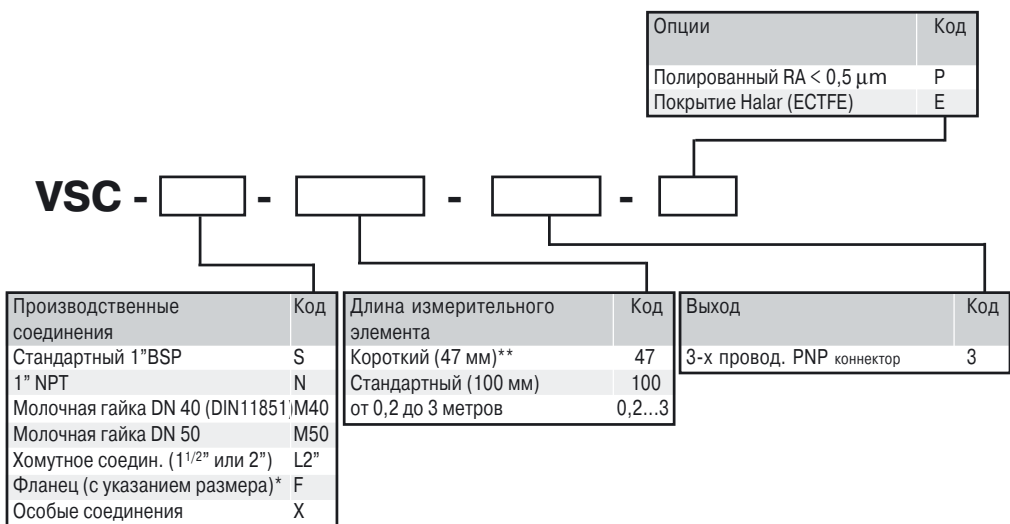 Опции Код
Полированный RA < 0,5 μm P
Покрытие Halar (ECTFE) E
VSC - - - -
Производственные Код
соединения
Стандартный 1”BSP S
1” NPT N
Молочная гайка DN 40 (DIN11851) M40
Молочная гайка DN 50 M50
Хомутное соедин. (11/2” или 2”) L2”
Фланец (с указанием размера)* F
Особые соединения X
Длина измерительного Код
элемента
Короткий (47 мм)** 47
Стандартный (100 мм) 100
от 0,2 до 3 метров 0,2...3
Выход Код
3-х провод. PNP коннектор 3